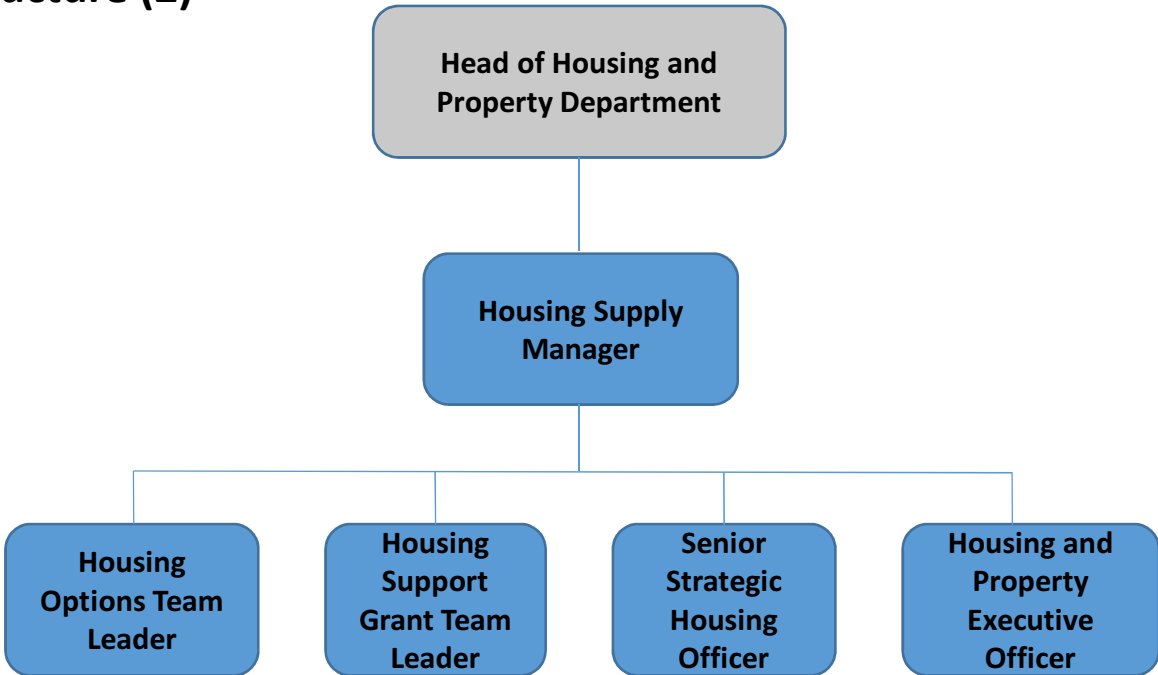 Head of Housing and
Property Department
Housing Supply
Manager
Housing
Options Team
Leader
Housing
Support
Grant Team
Leader
Senior
Strategic
Housing
Officer
Housing and
Property
Executive
Officer